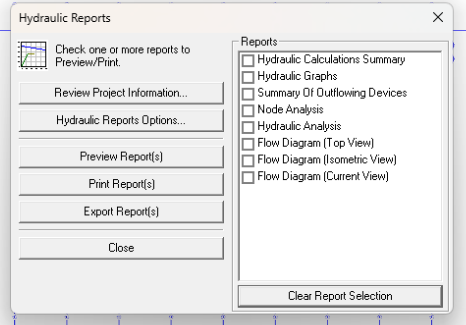 Hydraulic Reports
Check one or more reports to
Preview/Print.
Review Project Information...
Hydraulic Reports Options...
Preview Report(s)
Print Report(s)
Export Report(s)
Close
Reports
Hydraulic Calculations Summary
Hydraulic Graphs
Summary Of Outflowing Devices
Node Analysis
Hydraulic Analysis
Flow Diagram (Top View)
Flow Diagram (Isometric View)
Flow Diagram (Current View)
Clear Report Selection